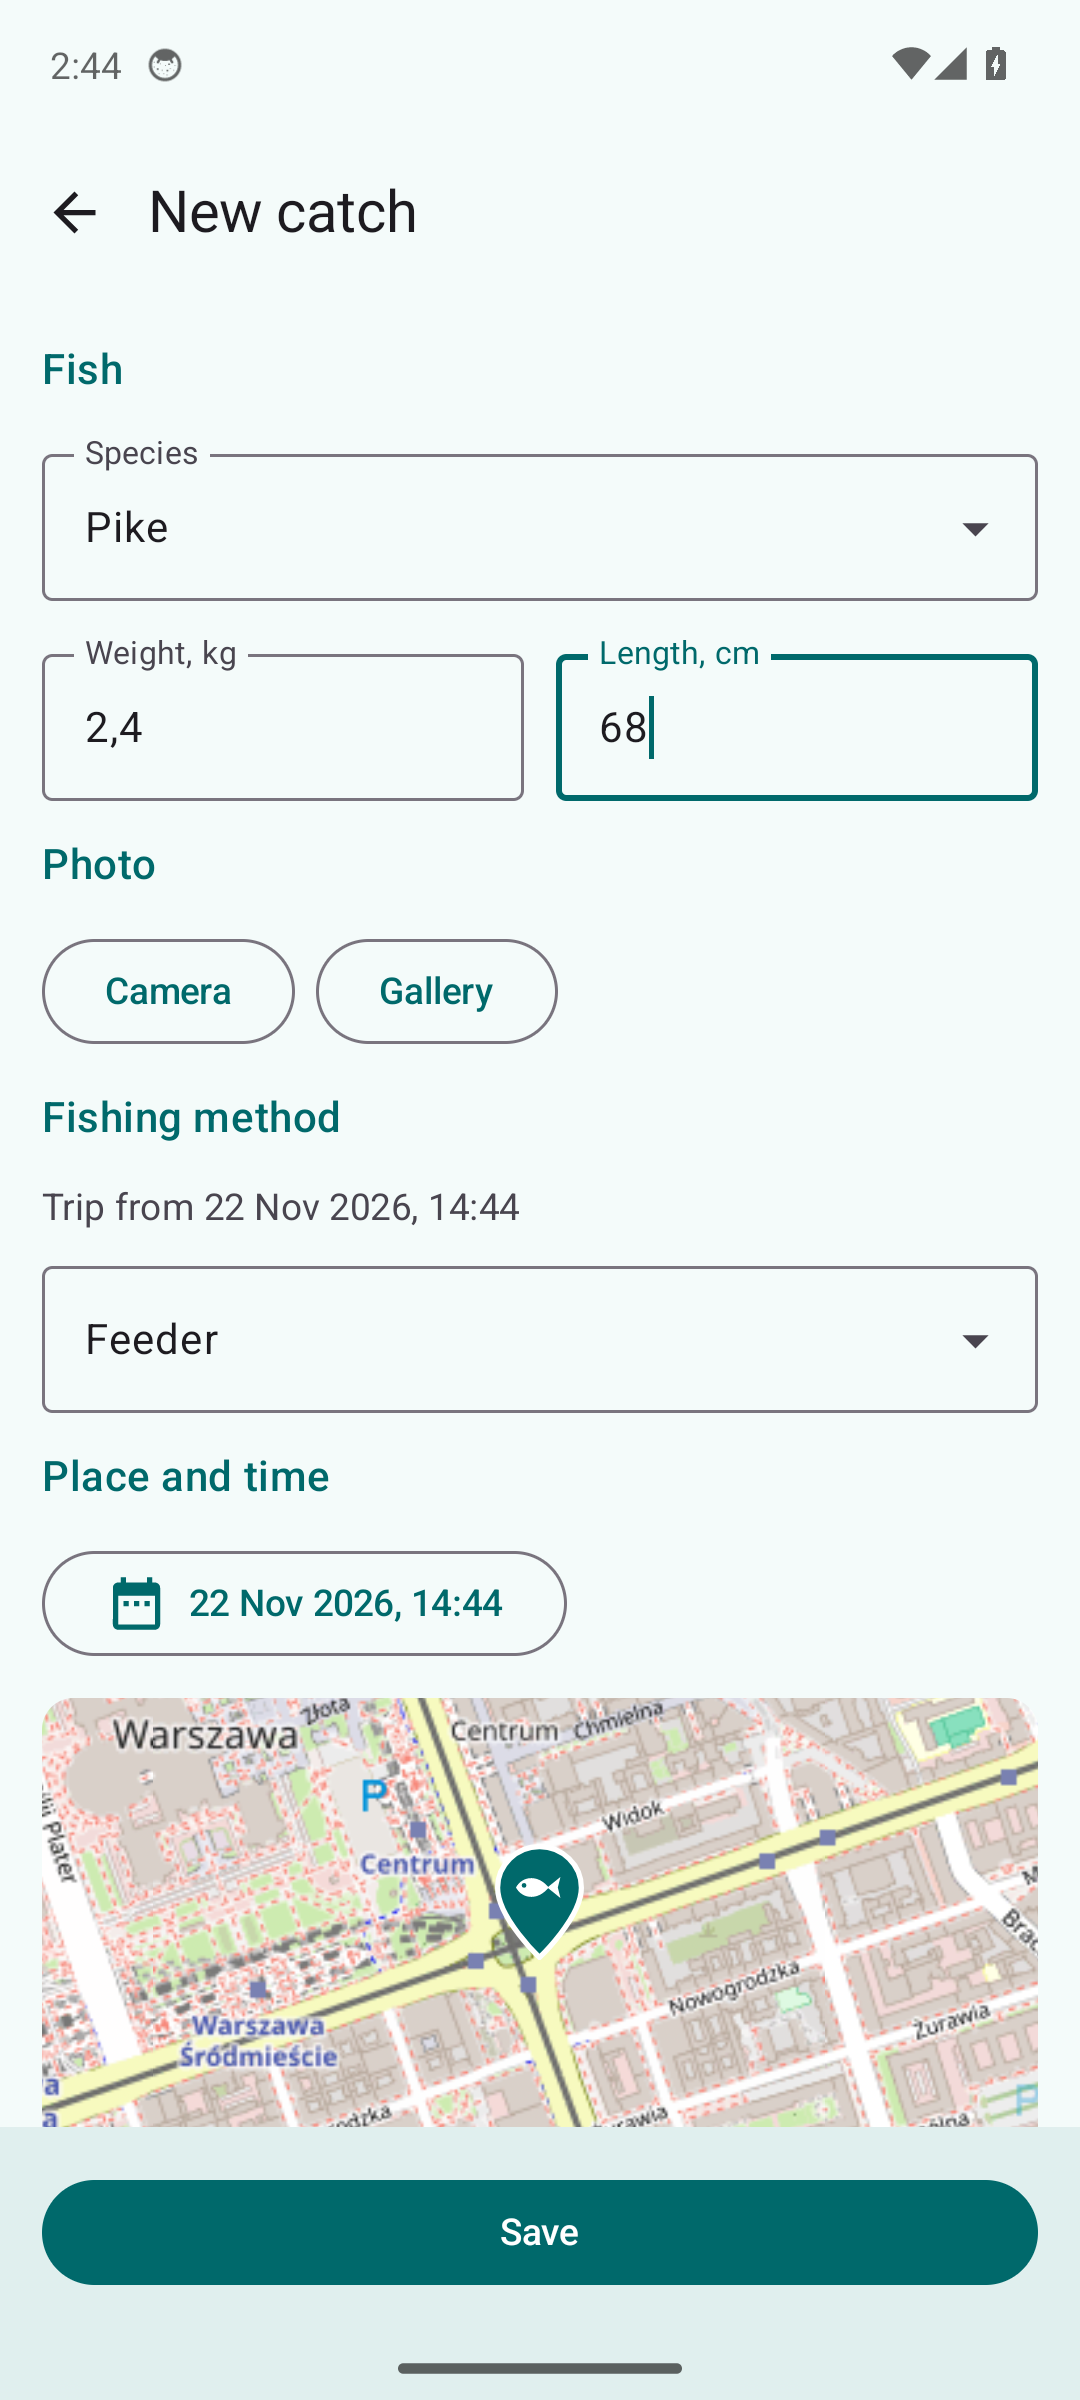 2:44
New catch
Fish
Species
Pike
Weight, kg
2,4
Length, cm
68
Photo
Camera
Gallery
Fishing method
Trip from 22 Nov 2026, 14:44
Feeder
Place and time
22 Nov 2026, 14:44
Warszawa
Złota
Centrum
Chmielna
P
Widok
Plater
Centrum
Nowogrodzka
Żurawia
Warszawa
Śródmieście
Save